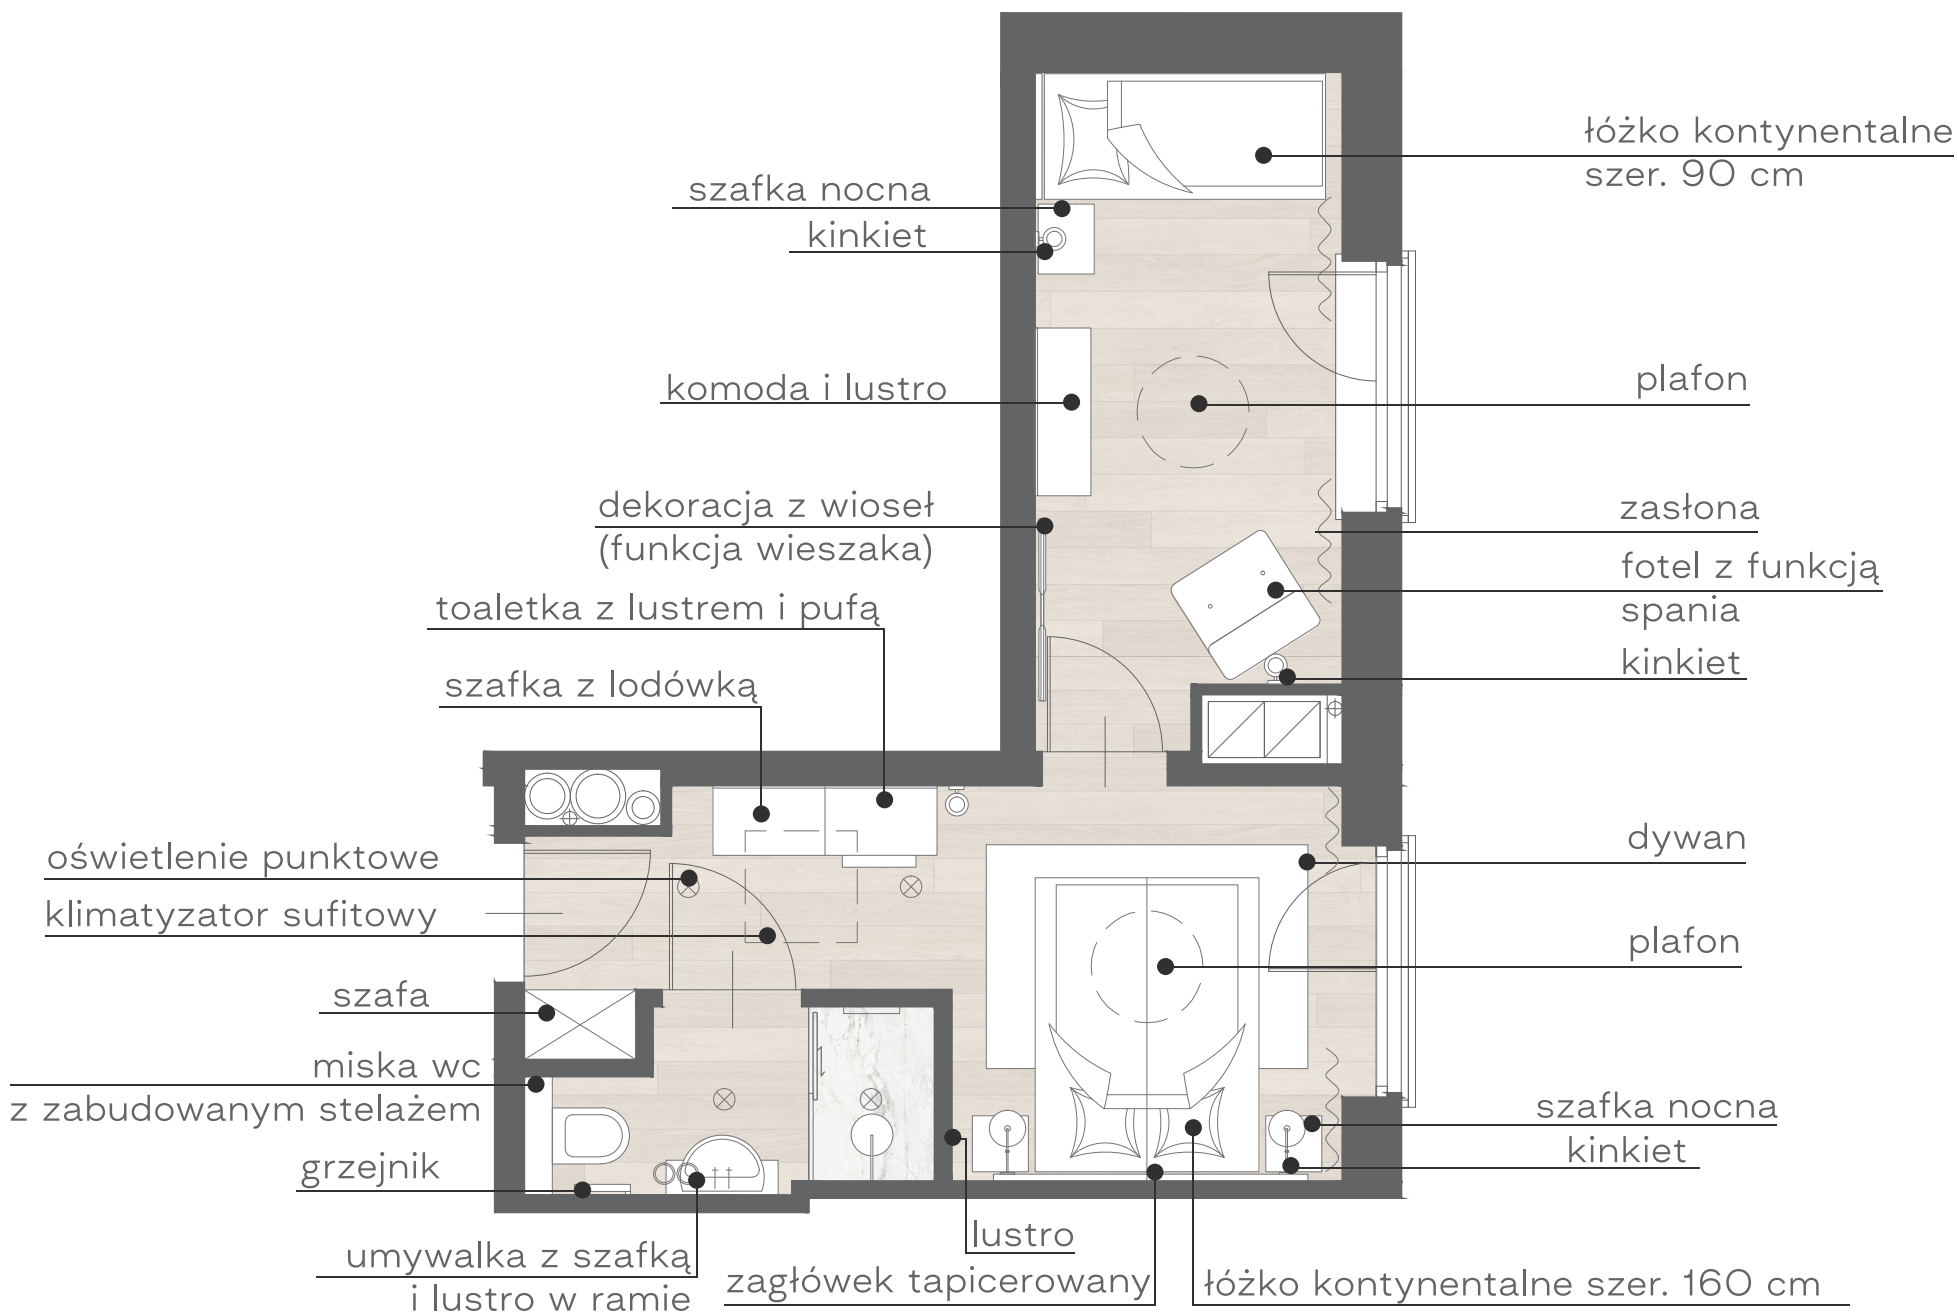 łóżko kontynentalne
szer. 90 cm
szafka nocna
kinkiet
plafon
komoda i lustro
dekoracja z wioseł
(funkcja wieszaka)
zasłona
fotel z funkcją
spania
toaletka z lustrem i pufą
kinkiet
szafka z lodówką
dywan
oświetlenie punktowe
klimatyzator sufitowy
plafon
szafa
miska wc
z zabudowanym stelażem
szafka nocna
kinkiet
grzejnik
lustro
umywalka z szafką
i lustro w ramie
zagłówek tapicerowany
łóżko kontynentalne szer. 160 cm